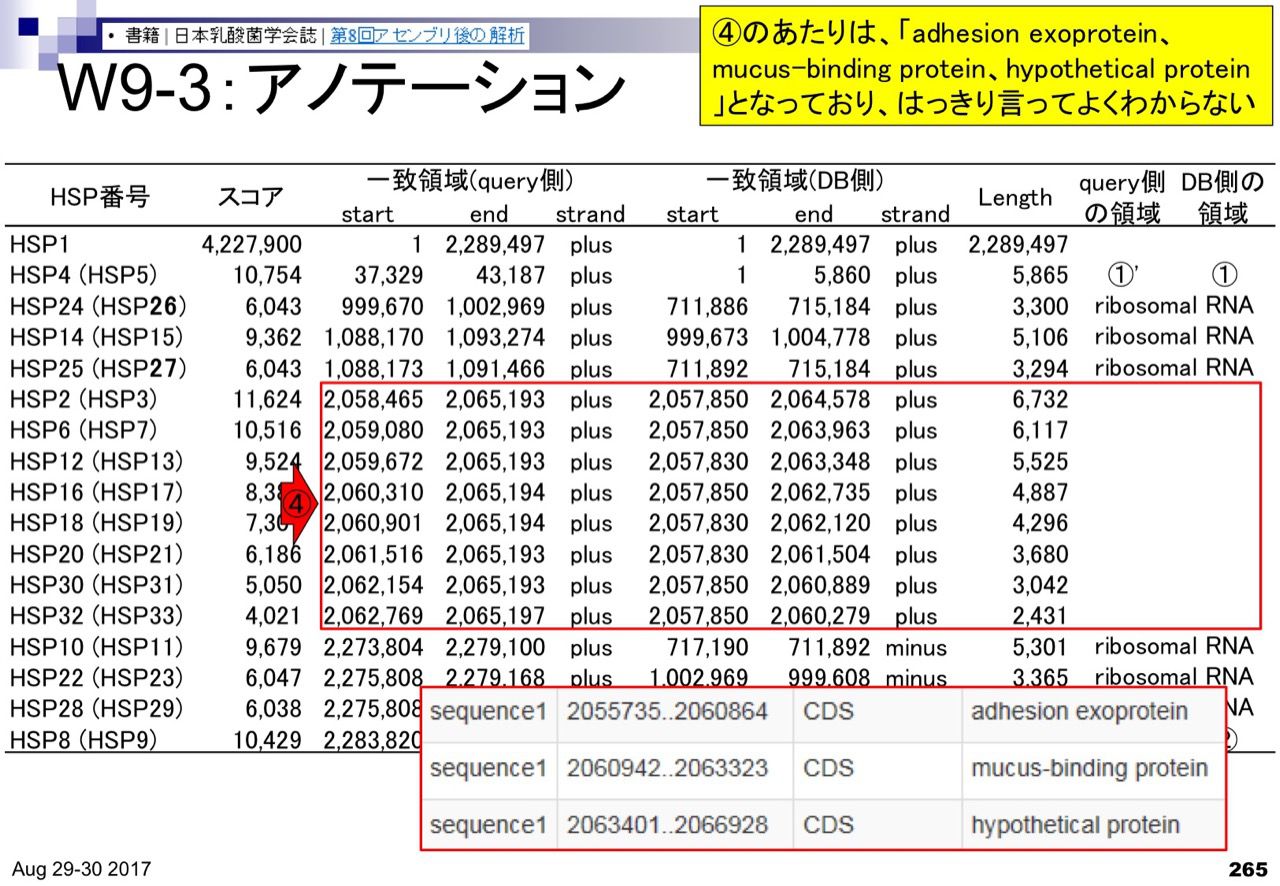 • 書籍 | 日本乳酸菌学会誌 | 第8回アセンブリ後の解析
W9-3：アノテーション
④のあたりは、「adhesion exoprotein、
mucus-binding protein、hypothetical protein
」となっており、はっきり言ってよくわからない
HSP番号 スコア 一致領域(query側) 一致領域(DB側) Length query側の領域 DB側の領域
start end strand start end strand
HSP1 4,227,900 1 2,289,497 plus 1 2,289,497 plus 2,289,497
HSP4 (HSP5) 10,754 37,329 43,187 plus 1 5,860 plus 5,865 ①' ①
HSP24 (HSP26) 6,043 999,670 1,002,969 plus 711,886 715,184 plus 3,300 ribosomal RNA
HSP14 (HSP15) 9,362 1,088,170 1,093,274 plus 999,673 1,004,778 plus 5,106 ribosomal RNA
HSP25 (HSP27) 6,043 1,088,173 1,091,466 plus 711,892 715,184 plus 3,294 ribosomal RNA
HSP2 (HSP3) 11,624 2,058,465 2,065,193 plus 2,057,850 2,064,578 plus 6,732
HSP6 (HSP7) 10,516 2,059,080 2,065,193 plus 2,057,850 2,063,963 plus 6,117
HSP12 (HSP13) 9,524 2,059,672 2,065,193 plus 2,057,830 2,063,348 plus 5,525
HSP16 (HSP17) 2,060,310 2,065,194 plus 2,057,850 2,062,735 plus 4,887
④
HSP18 (HSP19) 2,060,901 2,065,194 plus 2,057,830 2,062,120 plus 4,296
HSP20 (HSP21) 6,186 2,061,516 2,065,193 plus 2,057,830 2,061,504 plus 3,680
HSP30 (HSP31) 5,050 2,062,154 2,065,193 plus 2,057,850 2,060,889 plus 3,042
HSP32 (HSP33) 4,021 2,062,769 2,065,197 plus 2,057,850 2,060,279 plus 2,431
HSP10 (HSP11) 9,679 2,273,804 2,279,100 plus 717,190 711,892 minus 5,301 ribosomal RNA
HSP22 (HSP23) 6,047 2,275,808 2,279,168 plus 1,002,969 999,608 minus 3,365 ribosomal RNA
HSP28 (HSP29) 6,038 2,275,808 NA
HSP8 (HSP9) 10,429 2,283,820
sequence1 2055735..2060864 CDS adhesion exoprotein
sequence1 2060942..2063323 CDS mucus-binding protein
sequence1 2063401..2066928 CDS hypothetical protein
Aug 29-30 2017
265